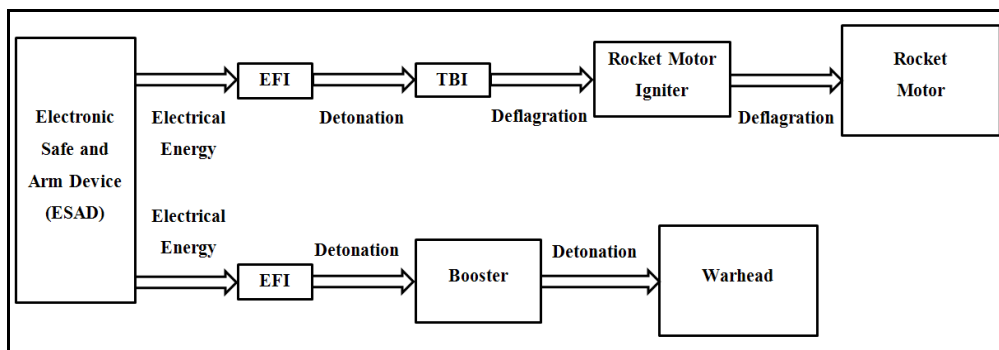 Electronic
Safe and
Arm Device
(ESAD)
Electrical
Energy
EFI
Detonation
TBI
Deflagration
Rocket Motor
Igniter
Deflagration
Rocket
Motor
Electrical
Energy
EFI
Detonation
Booster
Detonation
Warhead